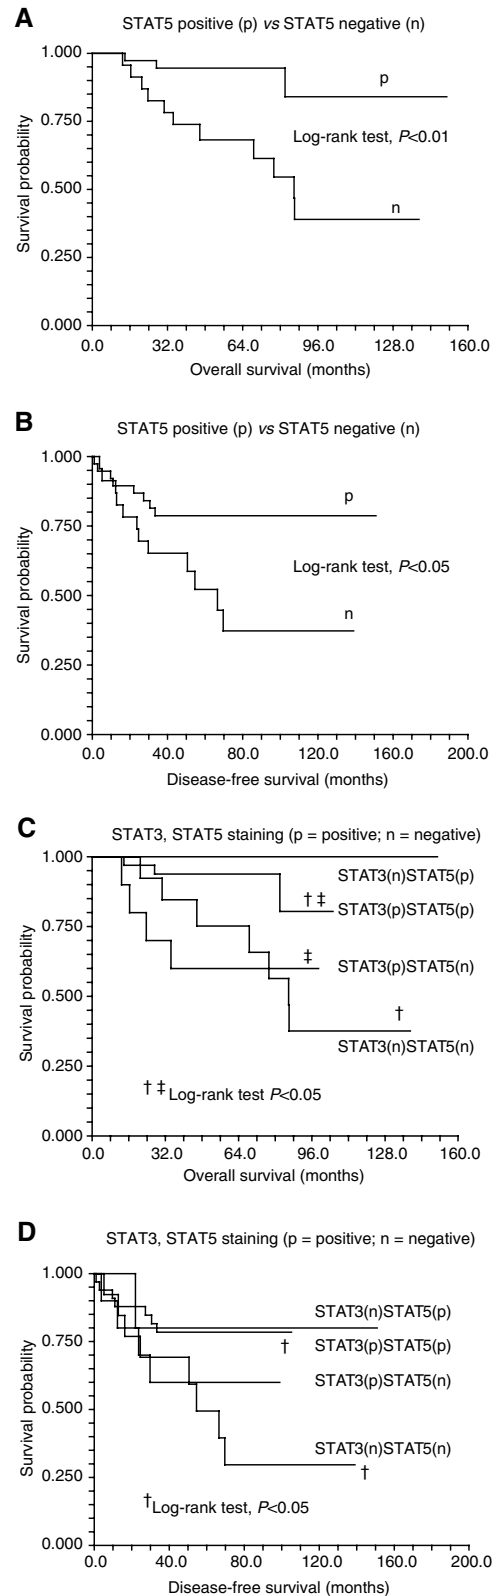 A
STAT5 positive (p) vs STAT5 negative (n)
1.000
0.750
0.500
0.250
0.000
Survival probability
p
Log-rank test, P<0.01
n
0.0 32.0 64.0 96.0 128.0 160.0
Overall survival (months)
B
STAT5 positive (p) vs STAT5 negative (n)
1.000
0.750
0.500
0.250
0.000
Survival probability
p
Log-rank test, P<0.05
n
0.0 40.0 80.0 120.0 160.0 200.0
Disease-free survival (months)
C
STAT3, STAT5 staining (p = positive; n = negative)
1.000
0.750
0.500
0.250
0.000
Survival probability
STAT3(n)STAT5(p)
† ‡
STAT3(p)STAT5(p)
‡
STAT3(p)STAT5(n)
†
STAT3(n)STAT5(n)
† ‡ Log-rank test P<0.05
0.0 32.0 64.0 96.0 128.0 160.0
Overall survival (months)
D
STAT3, STAT5 staining (p = positive; n = negative)
1.000
0.750
0.500
0.250
0.000
Survival probability
STAT3(n)STAT5(p)
† STAT3(p)STAT5(p)
STAT3(p)STAT5(n)
STAT3(n)STAT5(n)
†
†Log-rank test, P<0.05
0.0 40.0 80.0 120.0 160.0 200.0
Disease-free survival (months)